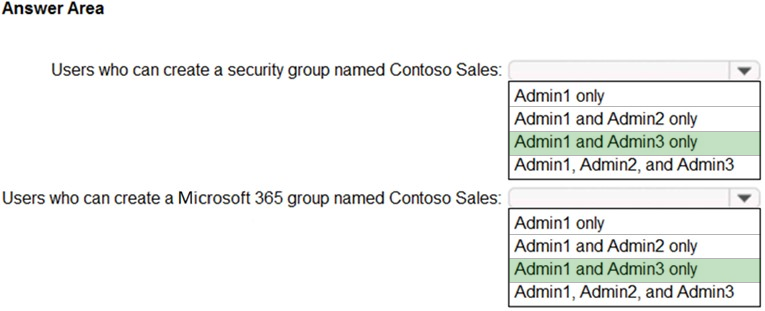 Answer Area
Users who can create a security group named Contoso Sales:
Admin1 only
Admin1 and Admin2 only
Admin1 and Admin3 only
Admin1, Admin2, and Admin3
Users who can create a Microsoft 365 group named Contoso Sales:
Admin1 only
Admin1 and Admin2 only
Admin1 and Admin3 only
Admin1, Admin2, and Admin3